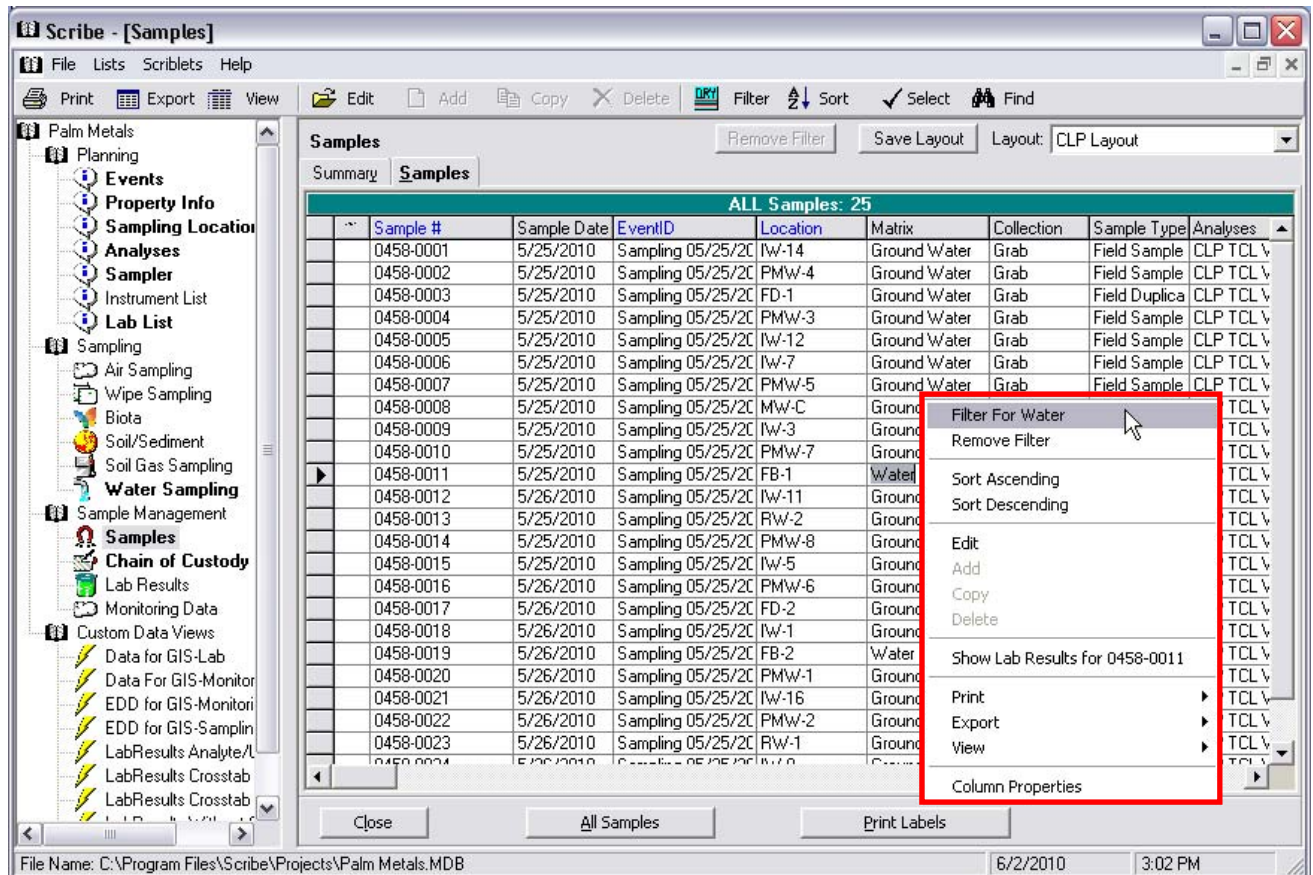 Scribe - [Samples]
File Lists Scriblets Help
Print Export View Edit Add Copy Delete QRY Filter Sort Select Find
Palm Metals
Planning
Events
Property Info
Sampling Location
Analyses
Sampler
Instrument List
Lab List
Sampling
Air Sampling
Wipe Sampling
Biota
Soil/Sediment
Soil Gas Sampling
Water Sampling
Sample Management
Samples
Chain of Custody
Lab Results
Monitoring Data
Custom Data Views
Data for GIS-Lab
Data For GIS-Monitor
EDD for GIS-Monitori
EDD for GIS-Samplin
LabResults Analyte/L
LabResults Crosstab
LabResults Crosstab
Samples Remove Filter Save Layout Layout: CLP Layout
Summary Samples
ALL Samples: 25
Sample # Sample Date EventID Location Matrix Collection Sample Type Analyses
0458-0001 5/25/2010 Sampling 05/25/20 IW-14 Ground Water Grab Field Sample CLP TCL V
0458-0002 5/25/2010 Sampling 05/25/20 PMW-4 Ground Water Grab Field Sample CLP TCL V
0458-0003 5/25/2010 Sampling 05/25/20 FD-1 Ground Water Grab Field Duplica CLP TCL V
0458-0004 5/25/2010 Sampling 05/25/20 PMW-3 Ground Water Grab Field Sample CLP TCL V
0458-0005 5/25/2010 Sampling 05/25/20 IW-12 Ground Water Grab Field Sample CLP TCL V
0458-0006 5/25/2010 Sampling 05/25/20 IW-7 Ground Water Grab Field Sample CLP TCL V
0458-0007 5/25/2010 Sampling 05/25/20 PMW-5 Ground Water Grab Field Sample CLP TCL V
0458-0008 5/25/2010 Sampling 05/25/20 MW-C Ground TCL V
0458-0009 5/25/2010 Sampling 05/25/20 IW-3 Ground TCL V
0458-0010 5/25/2010 Sampling 05/25/20 PMW-7 Ground TCL V
0458-0011 5/25/2010 Sampling 05/25/20 FB-1 Water TCL V
0458-0012 5/26/2010 Sampling 05/25/20 IW-11 Ground TCL V
0458-0013 5/25/2010 Sampling 05/25/20 RW-2 Ground TCL V
0458-0014 5/25/2010 Sampling 05/25/20 PMW-8 Ground TCL V
0458-0015 5/25/2010 Sampling 05/25/20 IW-5 Ground TCL V
0458-0016 5/26/2010 Sampling 05/25/20 PMW-6 Ground TCL V
0458-0017 5/26/2010 Sampling 05/25/20 FD-2 Ground TCL V
0458-0018 5/26/2010 Sampling 05/25/20 IW-1 Ground TCL V
0458-0019 5/26/2010 Sampling 05/25/20 FB-2 Water TCL V
0458-0020 5/26/2010 Sampling 05/25/20 PMW-1 Ground TCL V
0458-0021 5/26/2010 Sampling 05/25/20 IW-16 Ground TCL V
0458-0022 5/26/2010 Sampling 05/25/20 PMW-2 Ground TCL V
0458-0023 5/26/2010 Sampling 05/25/20 RW-1 Ground TCL V
Filter For Water
Remove Filter
Sort Ascending
Sort Descending
Edit
Add
Copy
Delete
Show Lab Results for 0458-0011
Print
Export
View
Column Properties
Close All Samples Print Labels
File Name: C:\Program Files\Scribe\Projects\Palm Metals.MDB 6/2/2010 3:02 PM